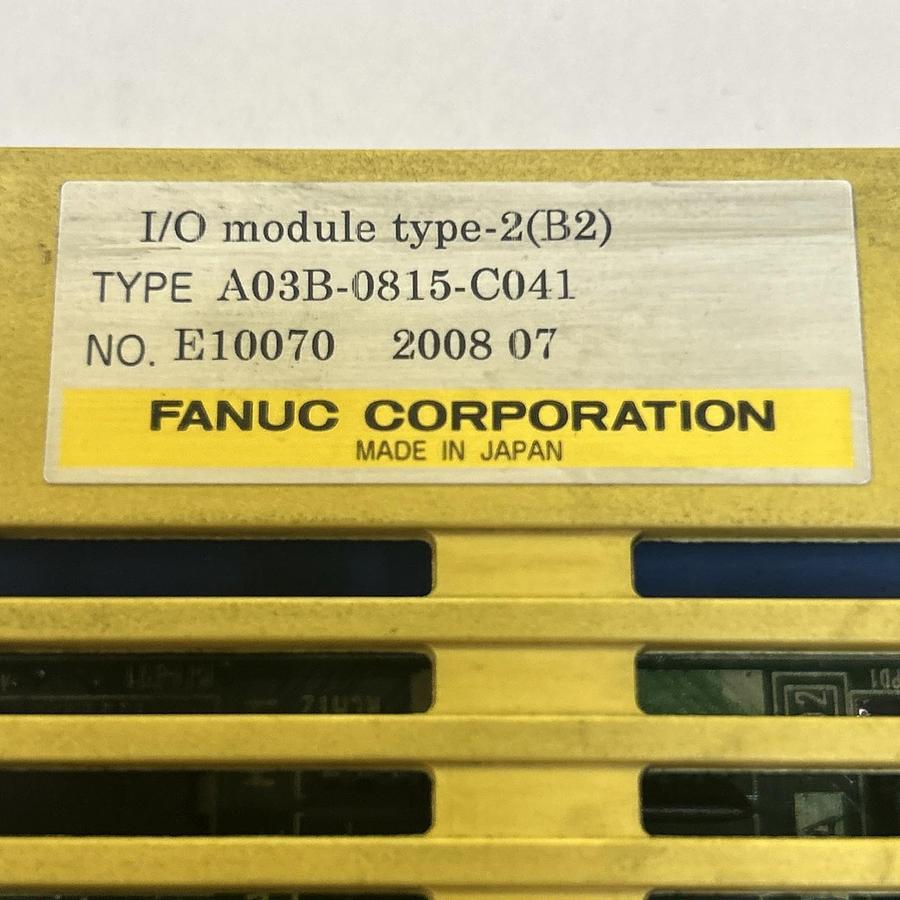 I/O module type-2(B2)
TYPE A03B-0815-C041
NO. E10070 2008 07
FANUC CORPORATION
MADE IN JAPAN